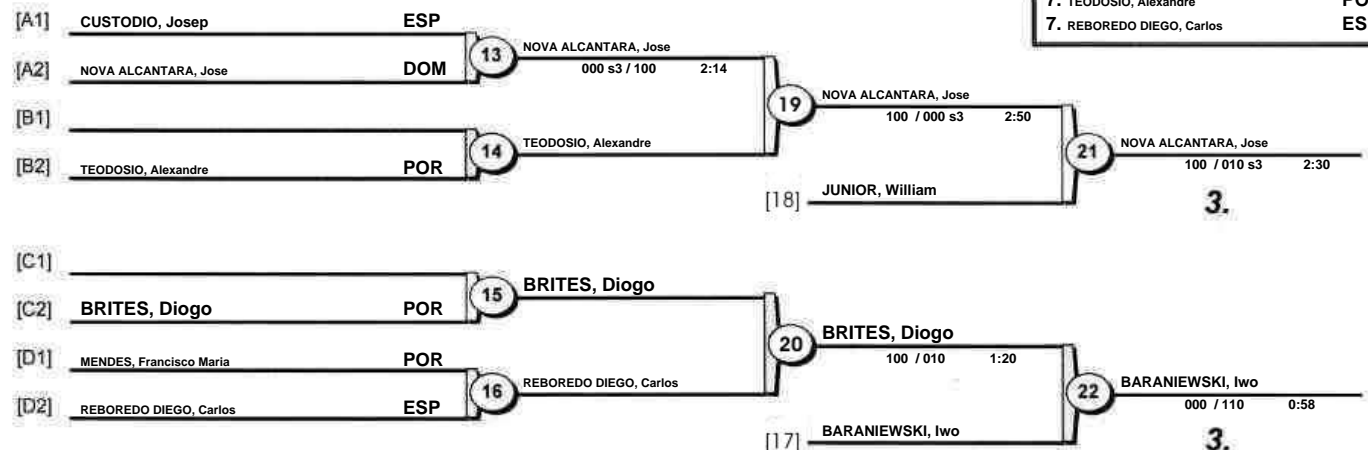 7. TEODOSIO, Alexandre PO
7. REBOREDO DIEGO, Carlos ES
[A1] CUSTODIO, Josep ESP
13 NOVA ALCANTARA, Jose
000 s3 / 100 2:14
[A2] NOVA ALCANTARA, Jose DOM
19 NOVA ALCANTARA, Jose
100 / 000 s3 2:50
[B1]
14 TEODOSIO, Alexandre
[B2] TEODOSIO, Alexandre POR
21 NOVA ALCANTARA, Jose
100 / 010 s3 2:30
[18] JUNIOR, William
3.
[C1]
15 BRITES, Diogo
[C2] BRITES, Diogo POR
20 BRITES, Diogo
100 / 010 1:20
[D1] MENDES, Francisco Maria POR
16 REBOREDO DIEGO, Carlos
[D2] REBOREDO DIEGO, Carlos ESP
22 BARANIEWSKI, Iwo
000 / 110 0:58
[17] BARANIEWSKI, Iwo
3.